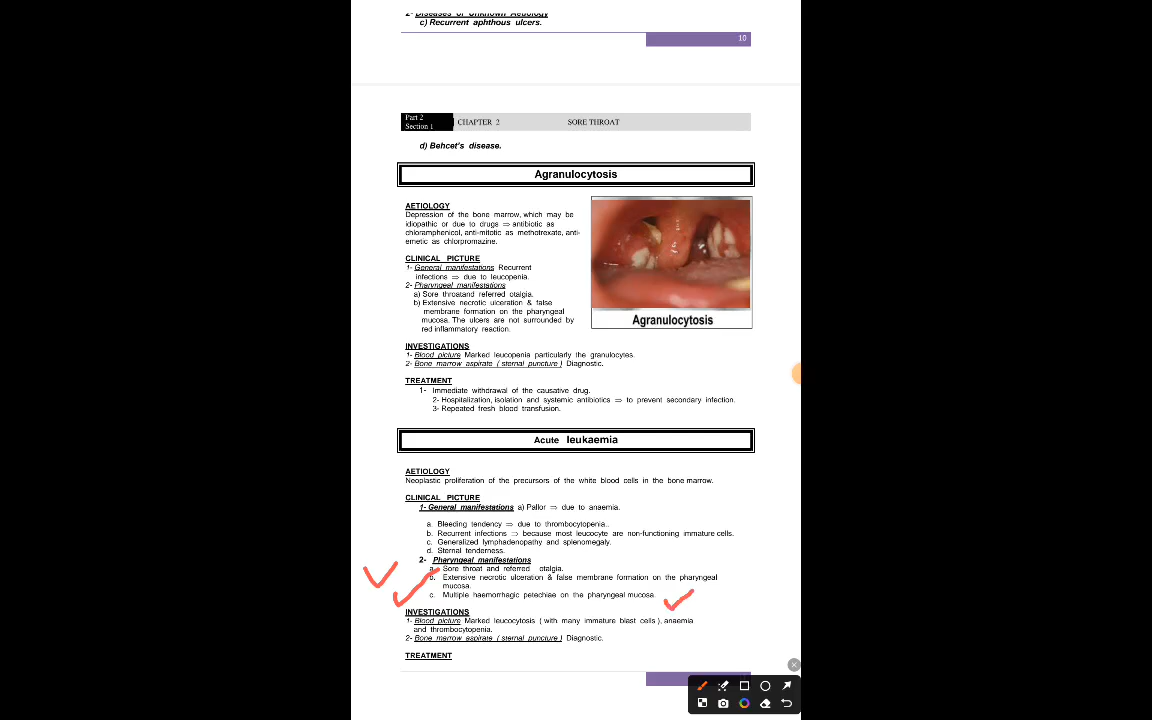 2- Diseases of Unknown Aetiology
c) Recurrent aphthous ulcers.
10
Part 2
Section 1
CHAPTER 2
SORE THROAT
d) Behcet's disease.
Agranulocytosis
AETIOLOGY
Depression of the bone marrow, which may be
idiopathic or due to drugs ⇒ antibiotic as
chloramphenicol, anti-mitotic as methotrexate, anti-
emetic as chlorpromazine.
CLINICAL PICTURE
1- General manifestations Recurrent
infections ⇒ due to leucopenia.
2- Pharyngeal manifestations
a) Sore throatand referred otalgia.
b) Extensive necrotic ulceration & false
membrane formation on the pharyngeal
mucosa. The ulcers are not surrounded by
red inflammatory reaction.
Agranulocytosis
INVESTIGATIONS
1- Blood picture Marked leucopenia particularly the granulocytes.
2- Bone marrow aspirate ( sternal puncture ) Diagnostic.
TREATMENT
1- Immediate withdrawal of the causative drug.
2- Hospitalization, isolation and systemic antibiotics ⇒ to prevent secondary infection.
3- Repeated fresh blood transfusion.
Acute leukaemia
AETIOLOGY
Neoplastic proliferation of the precursors of the white blood cells in the bone marrow.
CLINICAL PICTURE
1- General manifestations a) Pallor ⇒ due to anaemia.
a. Bleeding tendency ⇒ due to thrombocytopenia..
b. Recurrent infections ⇒ because most leucocyte are non-functioning immature cells.
c. Generalized lymphadenopathy and splenomegaly.
d. Sternal tenderness.
2- Pharyngeal manifestations
a. Sore throat and referred otalgia.
b. Extensive necrotic ulceration & false membrane formation on the pharyngeal
mucosa.
c. Multiple haemorrhagic petechiae on the pharyngeal mucosa.
INVESTIGATIONS
1- Blood picture Marked leucocytosis ( with many immature blast cells ), anaemia
and thrombocytopenia.
2- Bone marrow aspirate ( sternal puncture ) Diagnostic.
TREATMENT